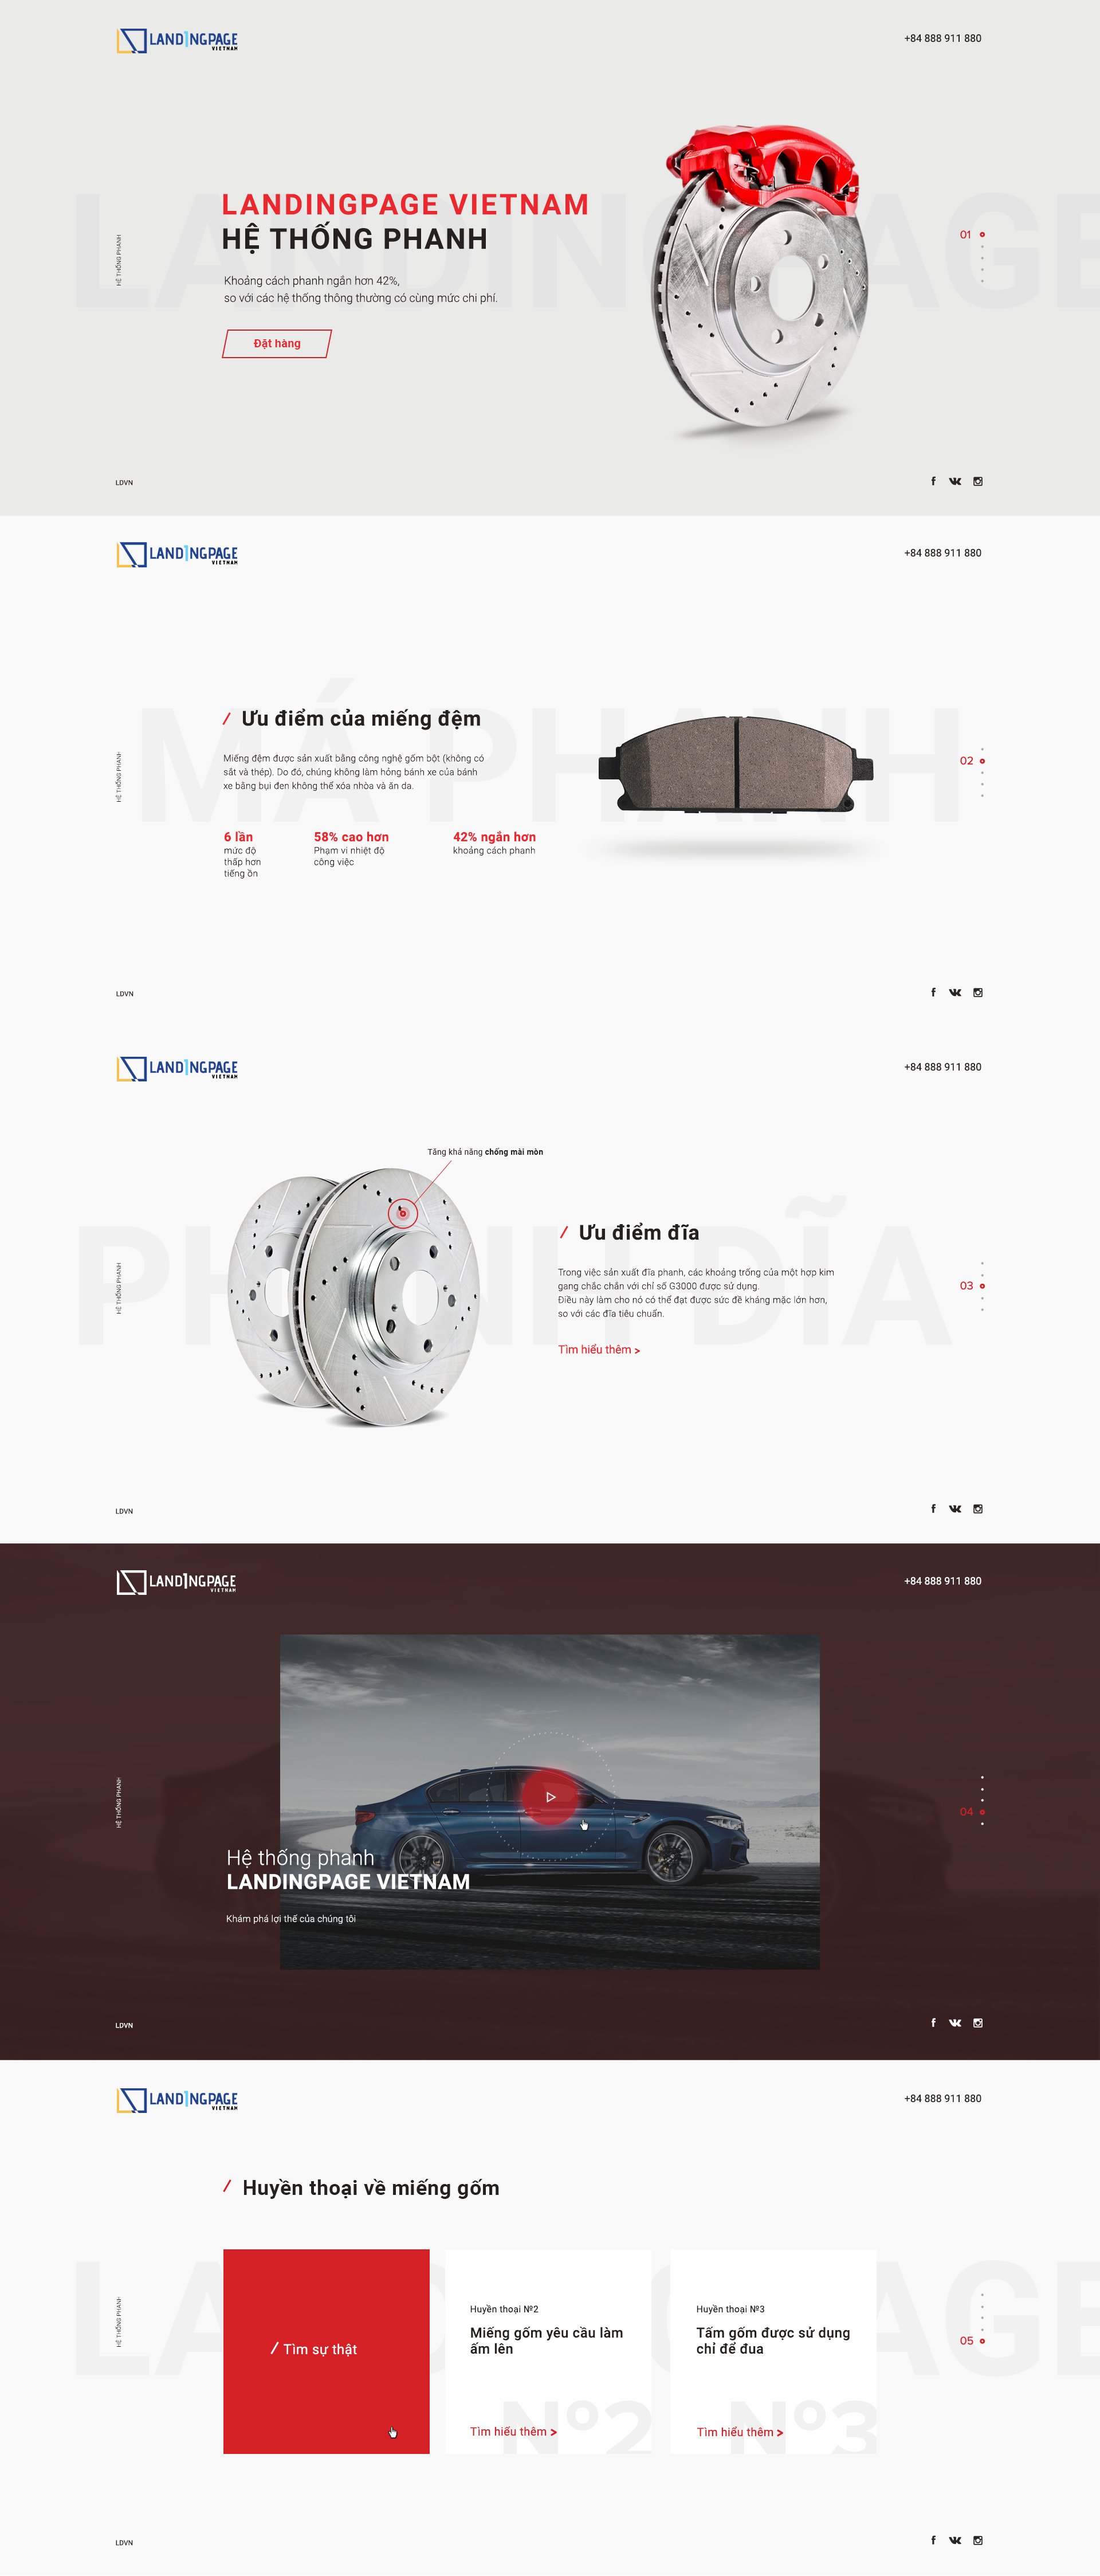 LANDINGPAGE
VIETNAM
+84 888 911 880
LANDINGPAGE
LANDINGPAGE VIETNAM
HỆ THỐNG PHANH
Khoảng cách phanh ngắn hơn 42%,
so với các hệ thống thông thường có cùng mức chi phí.
Đặt hàng
HỆ THỐNG PHANH
01
LDVN
LANDINGPAGE
VIETNAM
+84 888 911 880
MÁ PHANH
/ Ưu điểm của miếng đệm
Miếng đệm được sản xuất bằng công nghệ gốm bột (không có
sắt và thép). Do đó, chúng không làm hỏng bánh xe của bánh
xe bằng bụi đen không thể xóa nhòa và ăn da.
6 lần
mức độ
thấp hơn
tiếng ồn
58% cao hơn
Phạm vi nhiệt độ
công việc
42% ngắn hơn
khoảng cách phanh
HỆ THỐNG PHANH
02
LDVN
LANDINGPAGE
VIETNAM
+84 888 911 880
Tăng khả năng chống mài mòn
PHANH DĨA
/ Ưu điểm đĩa
Trong việc sản xuất đĩa phanh, các khoảng trống của một hợp kim
gang chắc chắn với chỉ số G3000 được sử dụng.
Điều này làm cho nó có thể đạt được sức đề kháng mặc lớn hơn,
so với các đĩa tiêu chuẩn.
Tìm hiểu thêm >
HỆ THỐNG PHANH
03
LDVN
LANDINGPAGE
VIETNAM
+84 888 911 880
Hệ thống phanh
LANDINGPAGE VIETNAM
Khám phá lợi thế của chúng tôi
HỆ THỐNG PHANH
04
LDVN
LANDINGPAGE
VIETNAM
+84 888 911 880
/ Huyền thoại về miếng gốm
/ Tìm sự thật
Huyền thoại №2
Miếng gốm yêu cầu làm
ấm lên
Tìm hiểu thêm >
Nº2
Huyền thoại №3
Tấm gốm được sử dụng
chỉ để đua
Tìm hiểu thêm >
Nº3
HỆ THỐNG PHANH
05
LDVN